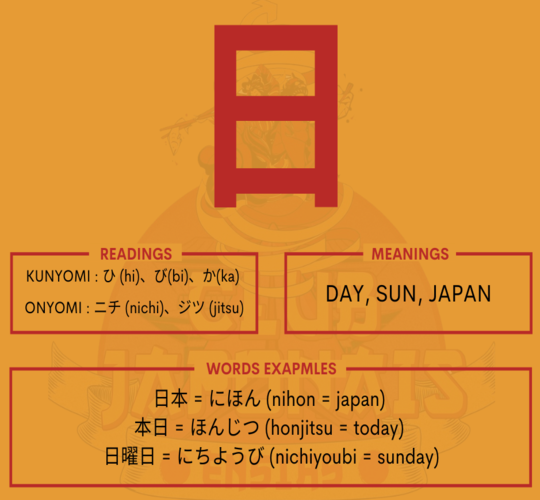 日
READINGS
KUNYOMI : ひ (hi)、び(bi)、か(ka)
ONYOMI : ニチ (nichi)、ジツ (jitsu)
MEANINGS
DAY, SUN, JAPAN
WORDS EXAPMLES
日本 = にほん (nihon = japan)
本日 = ほんじつ (honjitsu = today)
日曜日 = にちようび (nichiyoubi = sunday)